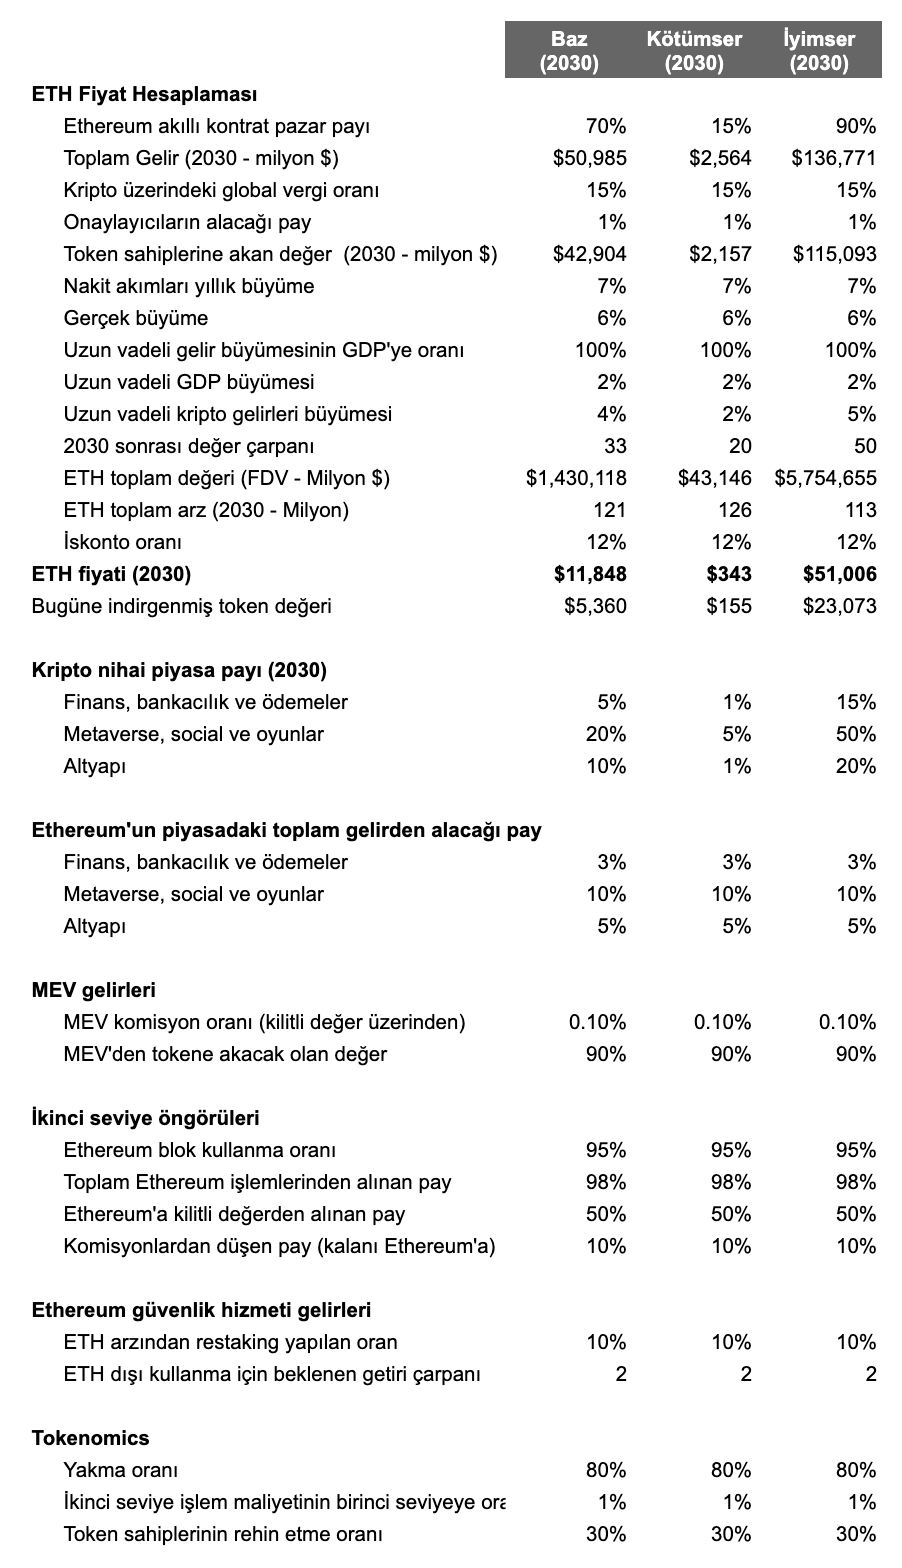 Baz Kötümser İyimser
(2030) (2030) (2030)
ETH Fiyat Hesaplaması
Ethereum akıllı kontrat pazar payı 70% 15% 90%
Toplam Gelir (2030 - milyon $) $50,985 $2,564 $136,771
Kripto üzerindeki global vergi oranı 15% 15% 15%
Onaylayıcıların alacağı pay 1% 1% 1%
Token sahiplerine akan değer (2030 - milyon $) $42,904 $2,157 $115,093
Nakit akımları yıllık büyüme 7% 7% 7%
Gerçek büyüme 6% 6% 6%
Uzun vadeli gelir büyümesinin GDP'ye oranı 100% 100% 100%
Uzun vadeli GDP büyümesi 2% 2% 2%
Uzun vadeli kripto gelirleri büyümesi 4% 2% 5%
2030 sonrası değer çarpanı 33 20 50
ETH toplam değeri (FDV - Milyon $) $1,430,118 $43,146 $5,754,655
ETH toplam arz (2030 - Milyon) 121 126 113
İskonto oranı 12% 12% 12%
ETH fiyati (2030) $11,848 $343 $51,006
Bugüne indirgenmiş token değeri $5,360 $155 $23,073
Kripto nihai piyasa payı (2030)
Finans, bankacılık ve ödemeler 5% 1% 15%
Metaverse, social ve oyunlar 20% 5% 50%
Altyapı 10% 1% 20%
Ethereum'un piyasadaki toplam gelirden alacağı pay
Finans, bankacılık ve ödemeler 3% 3% 3%
Metaverse, social ve oyunlar 10% 10% 10%
Altyapı 5% 5% 5%
MEV gelirleri
MEV komisyon oranı (kilitli değer üzerinden) 0.10% 0.10% 0.10%
MEV'den tokene akacak olan değer 90% 90% 90%
İkinci seviye öngörüleri
Ethereum blok kullanma oranı 95% 95% 95%
Toplam Ethereum işlemlerinden alınan pay 98% 98% 98%
Ethereum'a kilitli değerden alınan pay 50% 50% 50%
Komisyonlardan düşen pay (kalanı Ethereum'a) 10% 10% 10%
Ethereum güvenlik hizmeti gelirleri
ETH arzından restaking yapılan oran 10% 10% 10%
ETH dışı kullanma için beklenen getiri çarpanı 2 2 2
Tokenomics
Yakma oranı 80% 80% 80%
İkinci seviye işlem maliyetinin birinci seviyeye 1% 1% 1%
Token sahiplerinin rehin etme oranı 30% 30% 30%